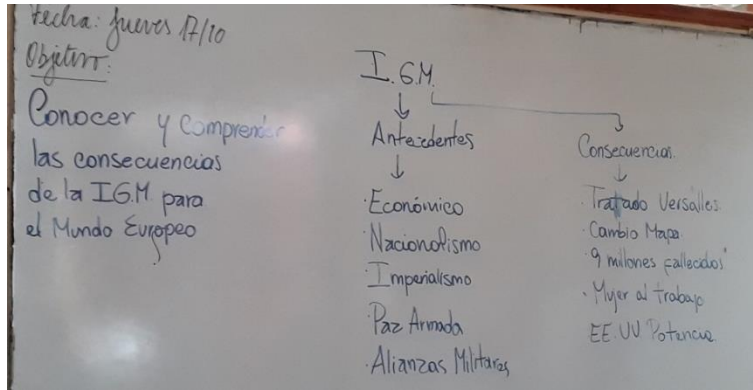 Fecha: Jueves 17/10
Objetivo:
Conocer y comprender
las consecuencias
de la I.G.M para
el Mundo Europeo
I.G.M.
Antecedentes
· Económico
· Nacionalismo
· Imperialismo
· Paz Armada
· Alianzas Militares
Consecuencias.
· Tratado Versalles.
· Cambio Mapa.
· 9 millones fallecidos"
· Mujer al trabajo
EE.UU Potencia.